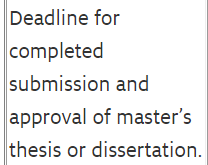 Deadline for
completed
submission and
approval of master’s
thesis or dissertation.